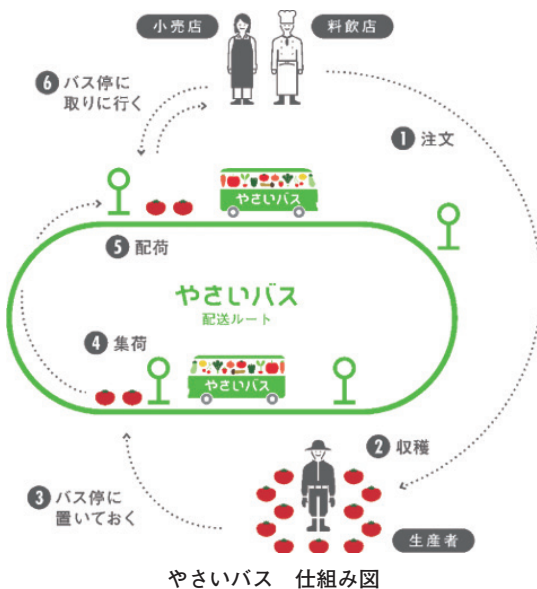 小売店
料飲店
6 バス停に
取りに行く
1 注文
やさいバス
5 配荷
やさいバス
配送ルート
4 集荷
やさいバス
2 収穫
3 バス停に
置いておく
生産者
やさいバス 仕組み図